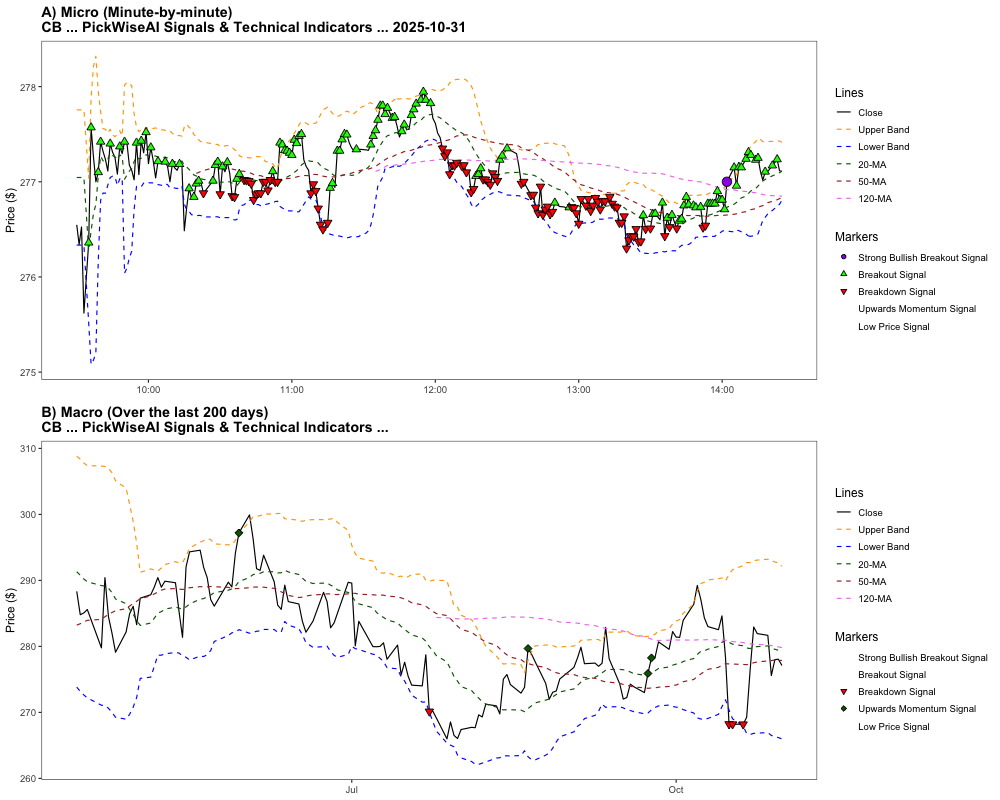 A) Micro (Minute-by-minute)
CB ... PickWiseAI Signals & Technical Indicators ... 2025-10-31
Price ($)
278
277
276
275
10:00
11:00
12:00
13:00
14:00
Lines
Close
Upper Band
Lower Band
20-MA
50-MA
120-MA
Markers
Strong Bullish Breakout Signal
Breakout Signal
Breakdown Signal
Upwards Momentum Signal
Low Price Signal
B) Macro (Over the last 200 days)
CB ... PickWiseAI Signals & Technical Indicators ...
Price ($)
310
300
290
280
270
260
Jul
Oct
Lines
Close
Upper Band
Lower Band
20-MA
50-MA
120-MA
Markers
Strong Bullish Breakout Signal
Breakout Signal
Breakdown Signal
Upwards Momentum Signal
Low Price Signal